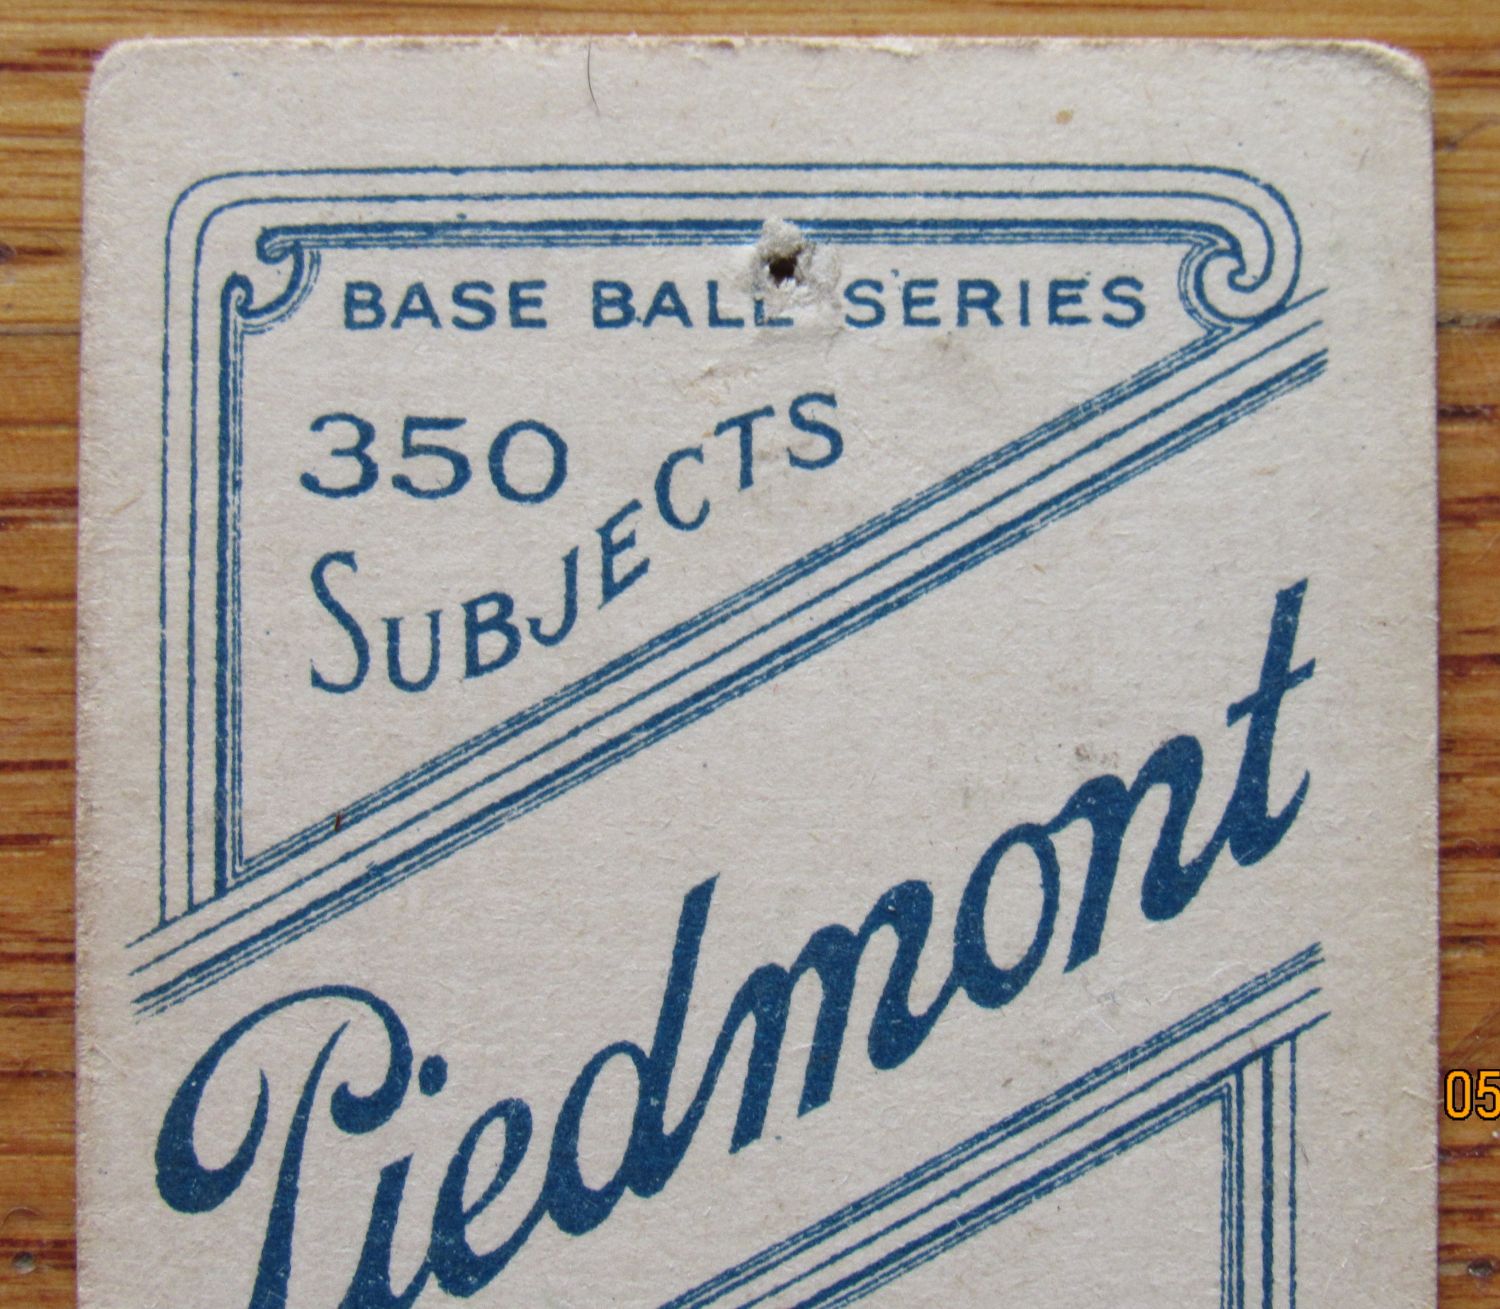 BASE BALL SERIES
350
SUBJECTS
Piedmont
05